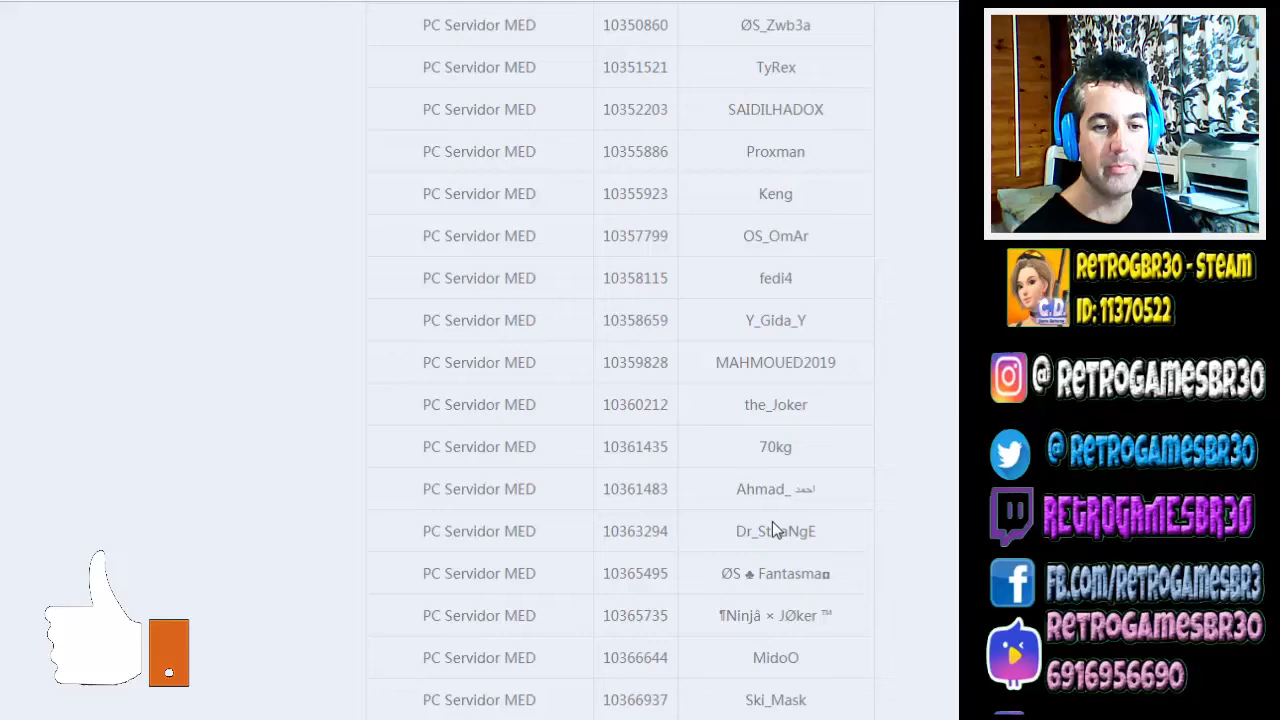 PC Servidor MED 10350860 ØS_Zwb3a
PC Servidor MED 10351521 TyRex
PC Servidor MED 10352203 SAIDILHADOX
PC Servidor MED 10355886 Proxman
PC Servidor MED 10355923 Keng
PC Servidor MED 10357799 OS_OmAr
PC Servidor MED 10358115 fedi4
PC Servidor MED 10358659 Y_Gida_Y
PC Servidor MED 10359828 MAHMOUED2019
PC Servidor MED 10360212 the_Joker
PC Servidor MED 10361435 70kg
PC Servidor MED 10361483 Ahmad_ احمد
PC Servidor MED 10363294 Dr_StRaNgE
PC Servidor MED 10365495 ØS ♣ Fantasma¤
PC Servidor MED 10365735 ¶Ninjâ × JØker ™
PC Servidor MED 10366644 MidoO
PC Servidor MED 10366937 Ski_Mask
RETROGBR30 - STEAM
ID: 11370522
C.D.
@ RETROGAMESBR30
@ RETROGAMESBR30
RETROGAMESBR30
FB.COM/RETROGAMESBR3
RETROGAMESBR30
6916956690